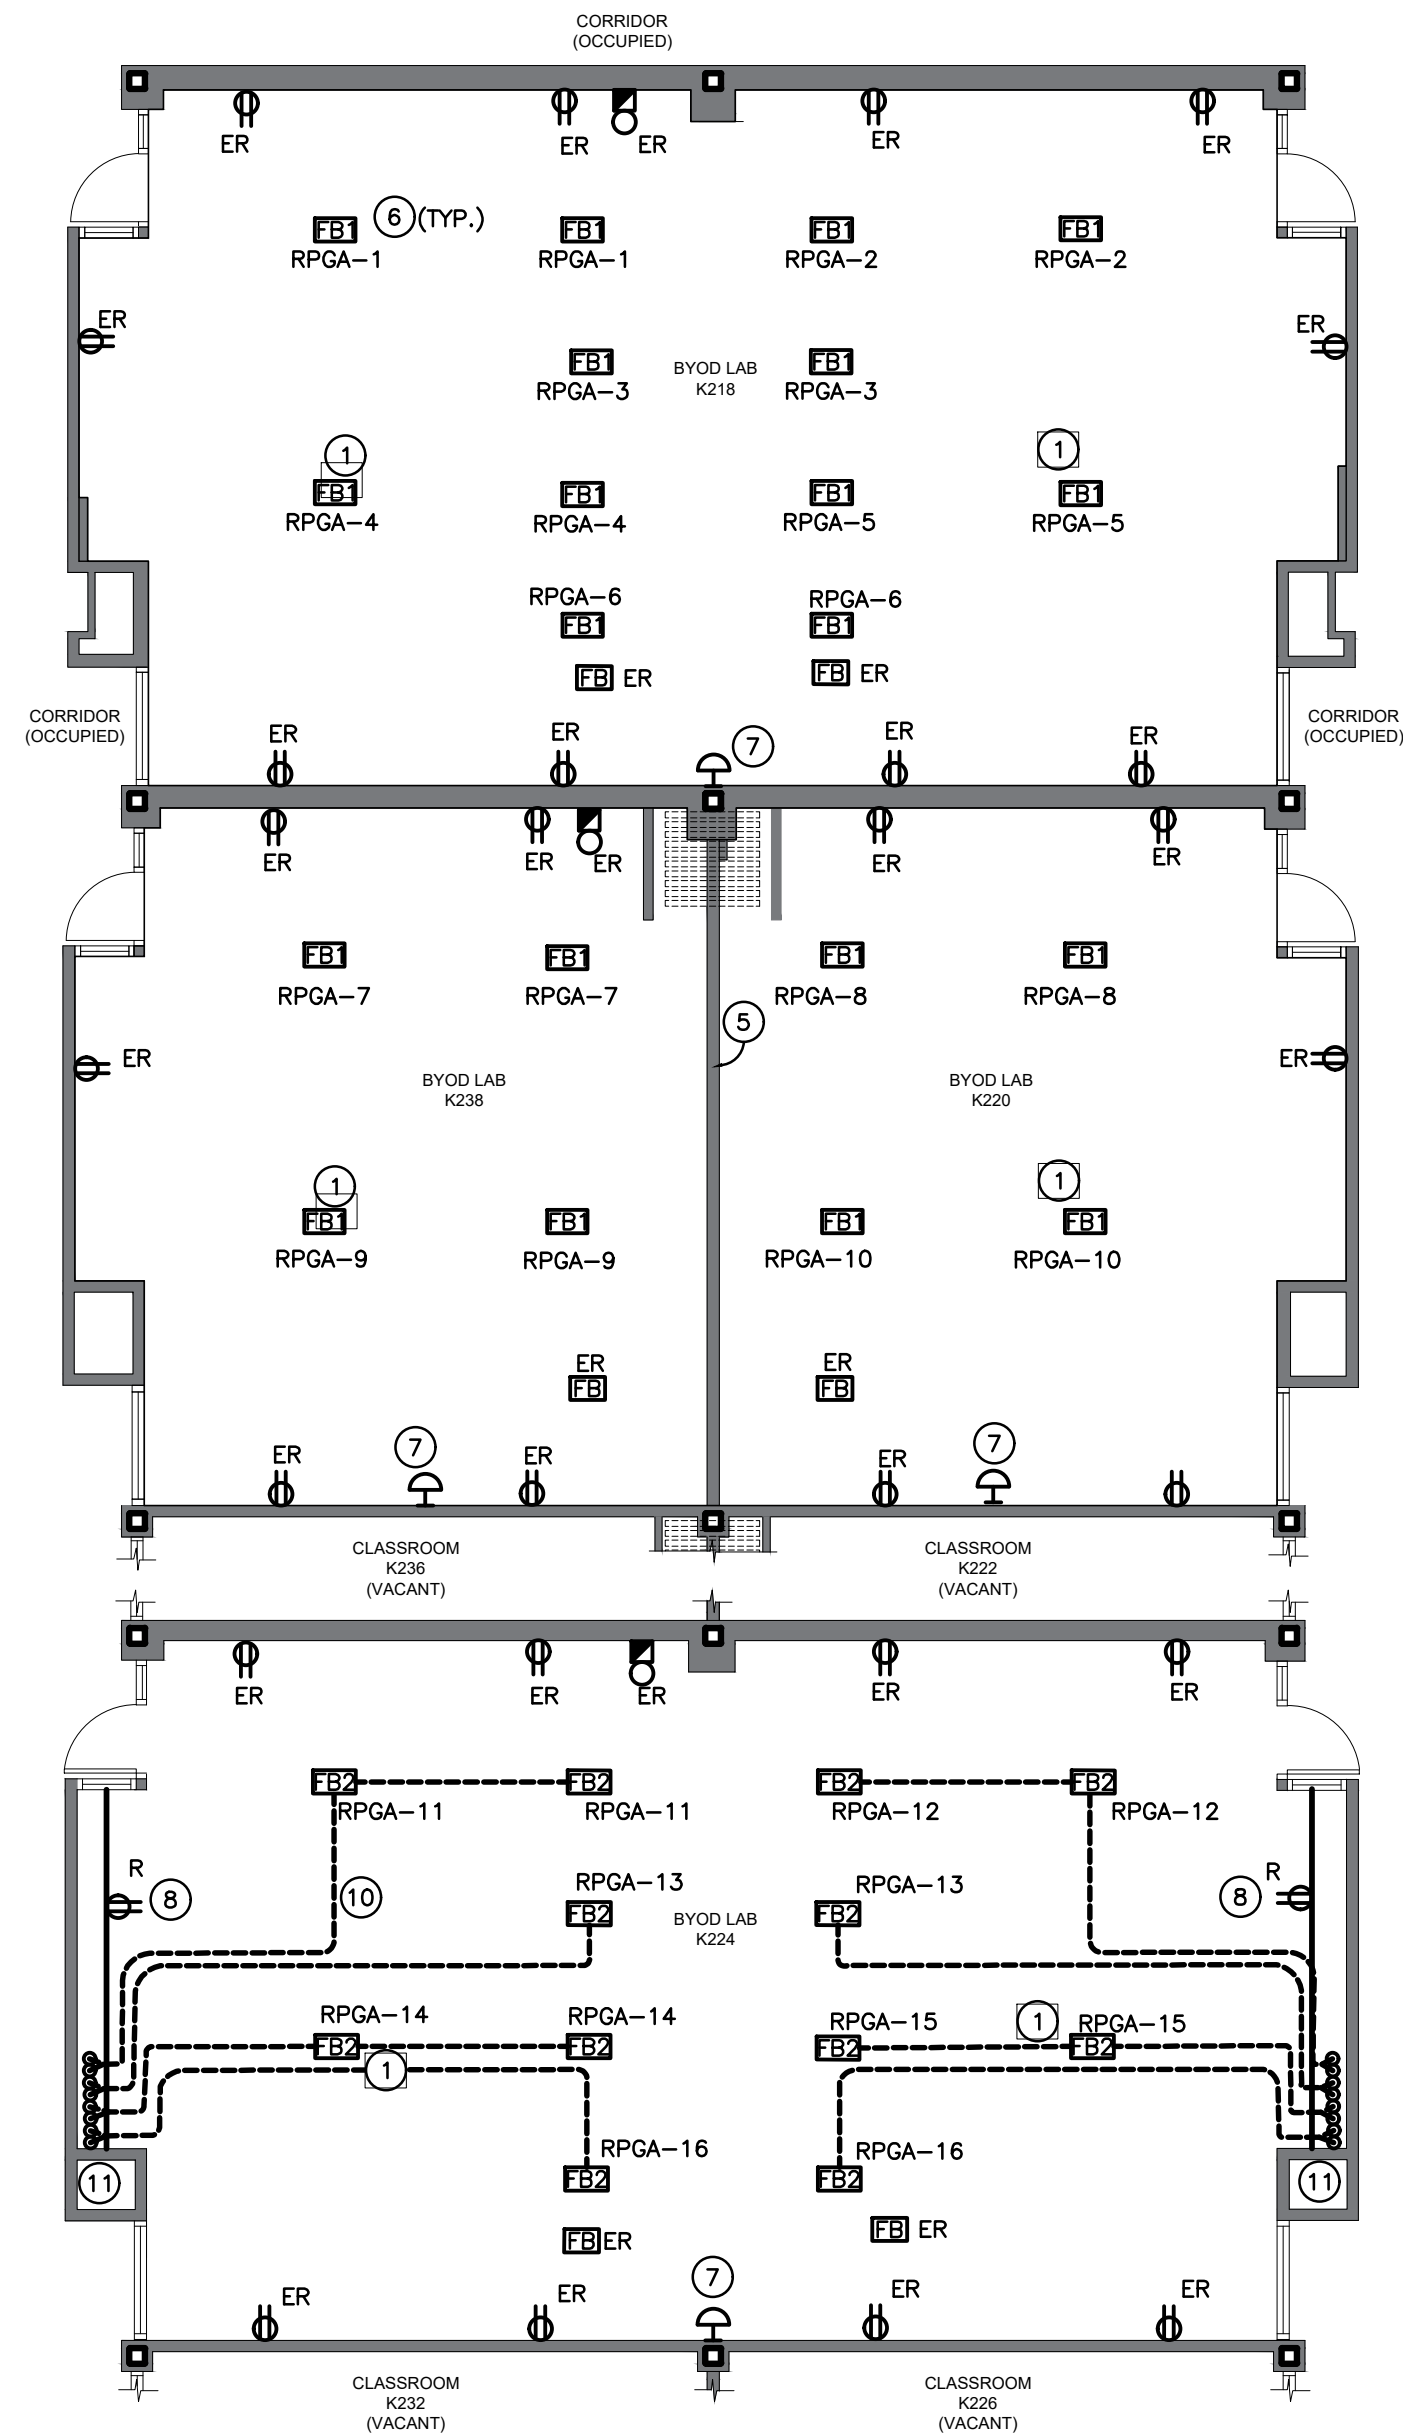 CORRIDOR
(OCCUPIED)
ER
ER
ER
ER
ER
6 (TYP.)
FB1
FB1
FB1
FB1
RPGA-1
RPGA-1
RPGA-2
RPGA-2
ER
ER
FB1
FB1
BYOD LAB
K218
RPGA-3
RPGA-3
1
1
FB1
FB1
FB1
FB1
RPGA-4
RPGA-4
RPGA-5
RPGA-5
RPGA-6
RPGA-6
FB1
FB1
FB ER
FB ER
CORRIDOR
(OCCUPIED)
CORRIDOR
(OCCUPIED)
ER
ER
7
ER
ER
ER
ER
ER
ER
ER
FB1
FB1
FB1
FB1
RPGA-7
RPGA-7
RPGA-8
RPGA-8
5
ER
ER
BYOD LAB
K238
BYOD LAB
K220
1
1
FB1
FB1
FB1
FB1
RPGA-9
RPGA-9
RPGA-10
RPGA-10
ER
FB
ER
FB
ER
7
ER
ER
7
CLASSROOM
K236
(VACANT)
CLASSROOM
K222
(VACANT)
ER
ER
ER
ER
ER
FB2
FB2
FB2
FB2
RPGA-11
RPGA-11
RPGA-12
RPGA-12
R
8
10
RPGA-13
RPGA-13
R
8
FB2
FB2
BYOD LAB
K224
RPGA-14
RPGA-14
RPGA-15
1
RPGA-15
FB2
FB2
FB2
FB2
1
RPGA-16
RPGA-16
11
FB2
FB2
11
FB ER
FB ER
ER
ER
7
ER
ER
CLASSROOM
K232
(VACANT)
CLASSROOM
K226
(VACANT)